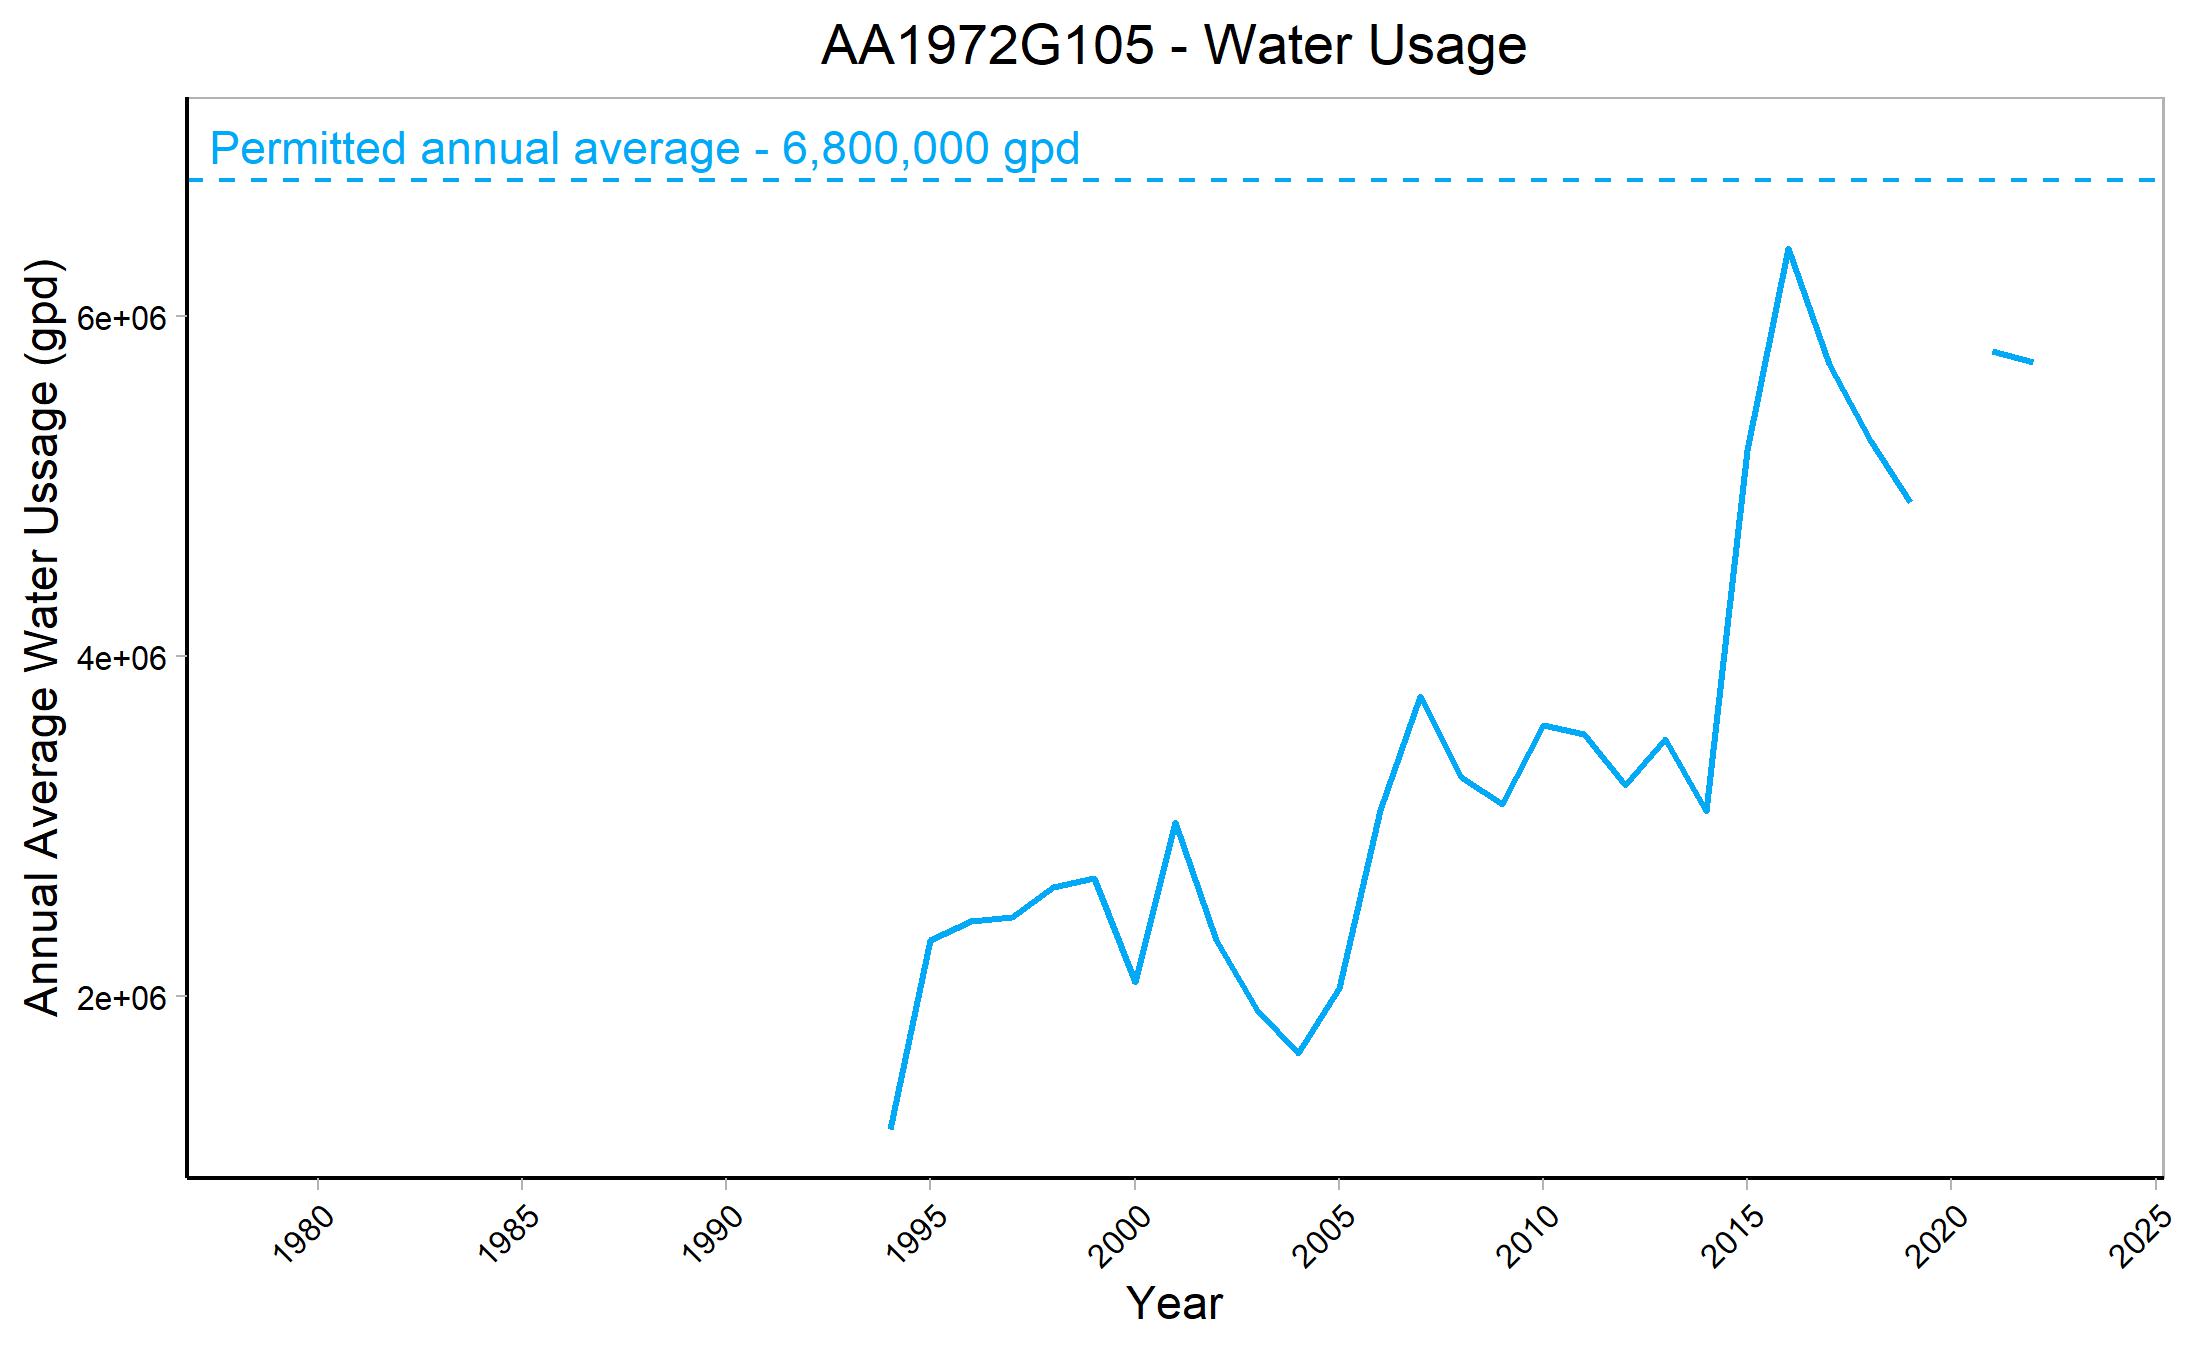 AA1972G105 - Water Usage
Permitted annual average - 6,800,000 gpd
Annual Average Water Ussage (gpd)
6e+06
4e+06
2e+06
1980
1985
1990
1995
2000
2005
2010
2015
2020
2025
Year